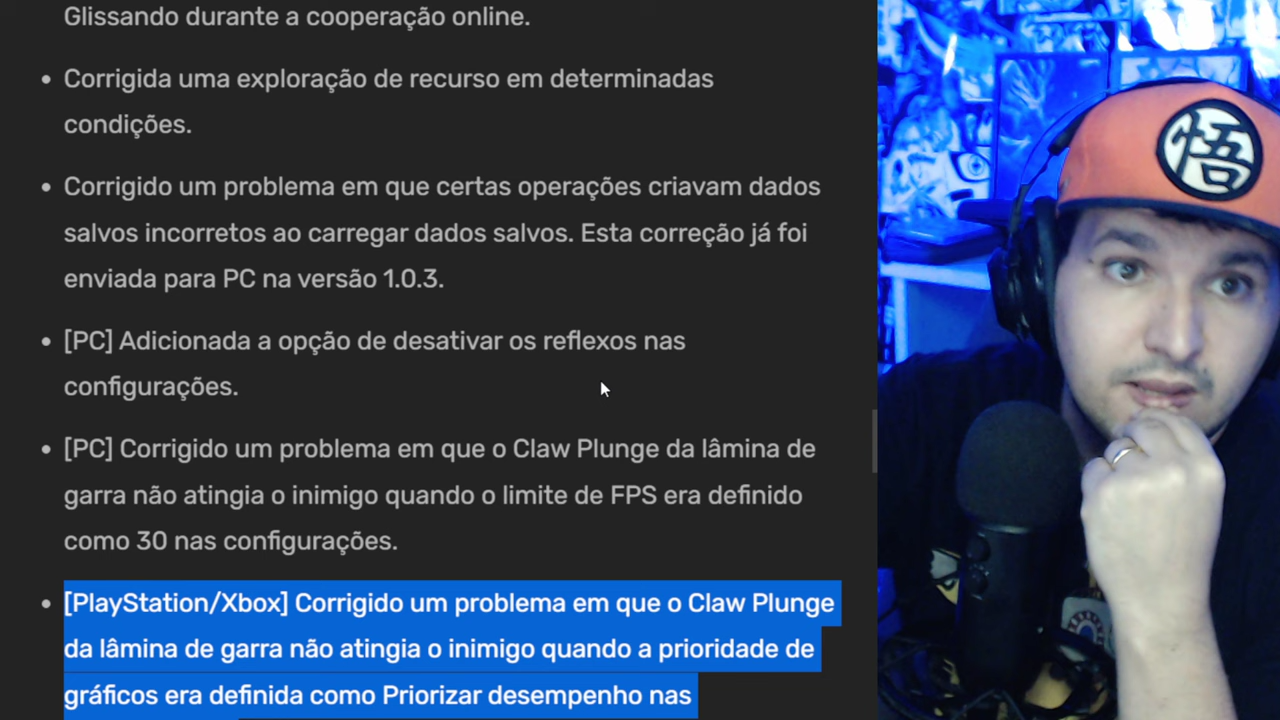 Glissando durante a cooperação online.
• Corrigida uma exploração de recurso em determinadas
condições.
• Corrigido um problema em que certas operações criavam dados
salvos incorretos ao carregar dados salvos. Esta correção já foi
enviada para PC na versão 1.0.3.
• [PC] Adicionada a opção de desativar os reflexos nas
configurações.
• [PC] Corrigido um problema em que o Claw Plunge da lâmina de
garra não atingia o inimigo quando o limite de FPS era definido
como 30 nas configurações.
• [PlayStation/Xbox] Corrigido um problema em que o Claw Plunge
da lâmina de garra não atingia o inimigo quando a prioridade de
gráficos era definida como Priorizar desempenho nas
悟